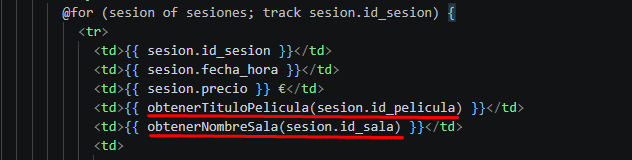 @for (sesion of sesiones; track sesion.id_sesion) {
<tr>
<td>{{ sesion.id_sesion }}</td>
<td>{{ sesion.fecha_hora }}</td>
<td>{{ sesion.precio }} €</td>
<td>{{ obtenerTituloPelicula(sesion.id_pelicula) }}</td>
<td>{{ obtenerNombreSala(sesion.id_sala) }}</td>
<td>